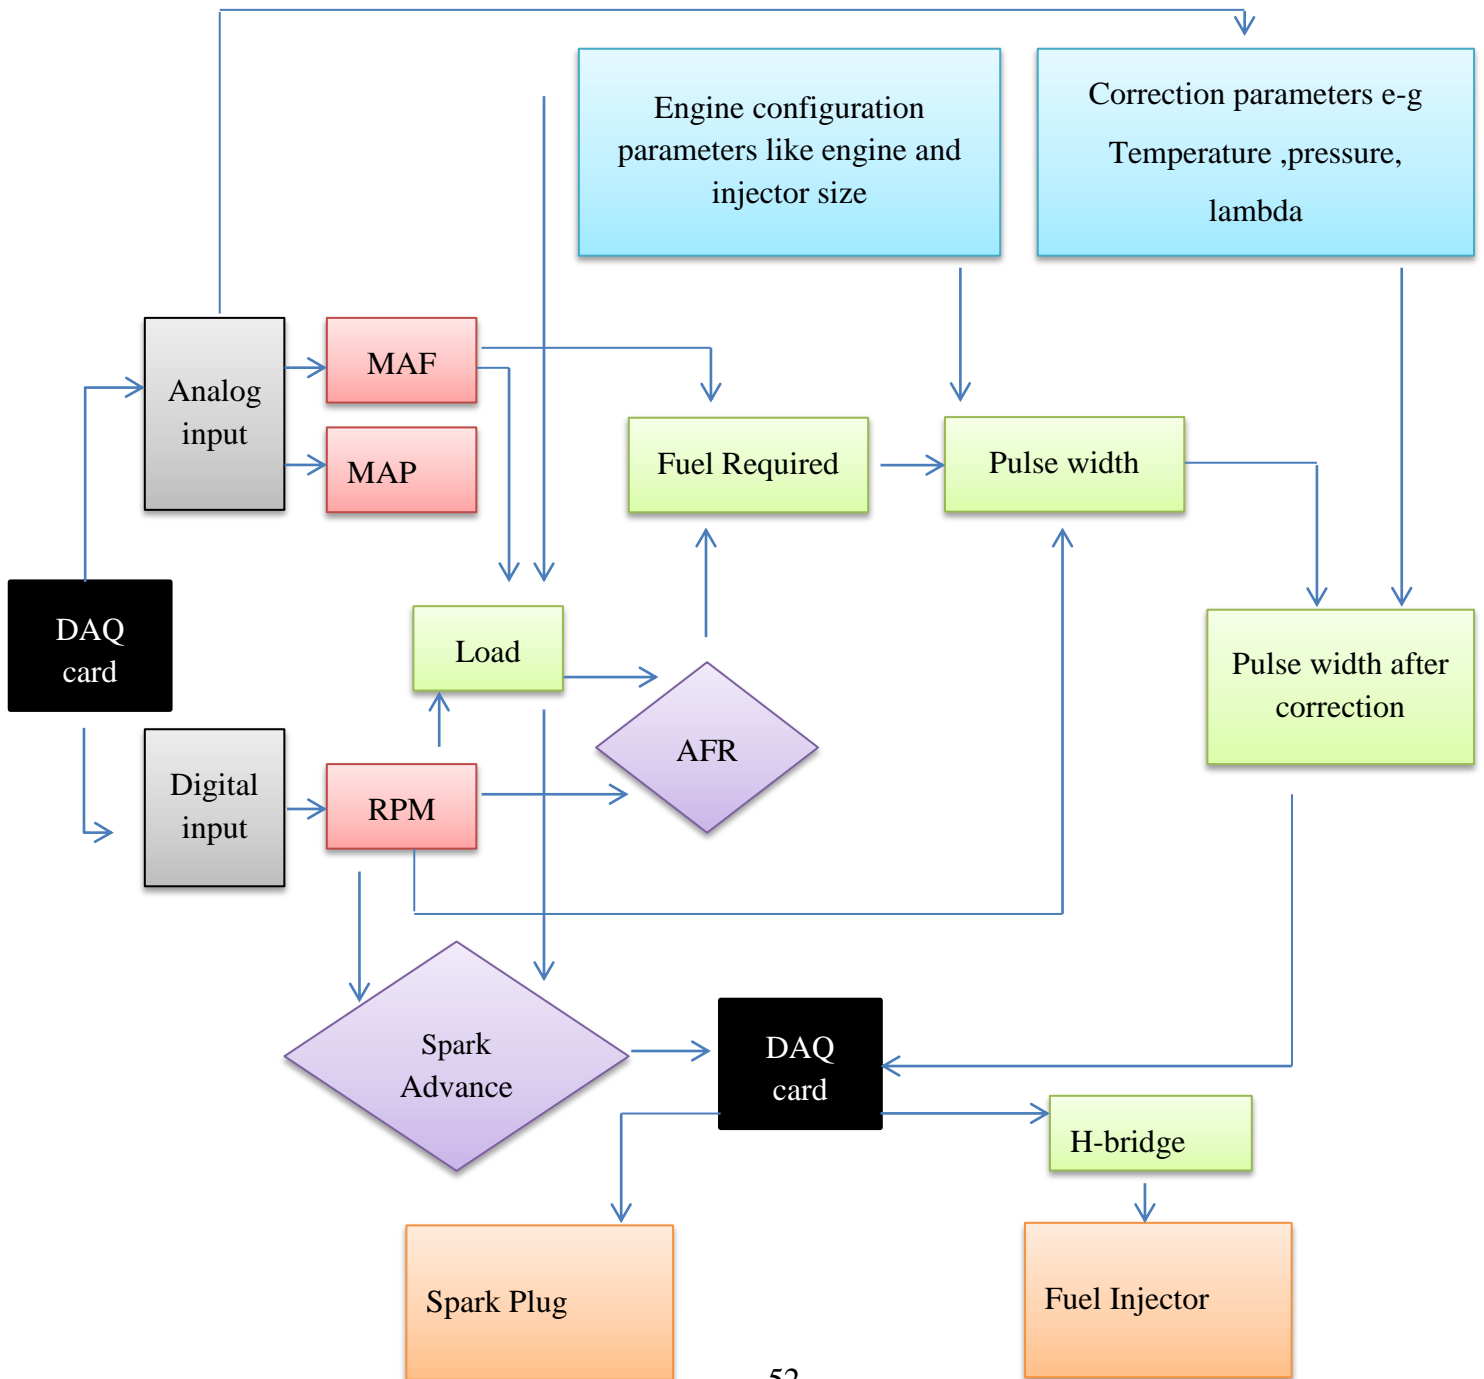 Engine configuration
parameters like engine and
injector size
Correction parameters e-g
Temperature ,pressure,
lambda
Analog
input
MAF
MAP
Fuel Required
Pulse width
DAQ
card
Load
Pulse width after
correction
AFR
Digital
input
RPM
Spark
Advance
DAQ
card
H-bridge
Spark Plug
Fuel Injector
52